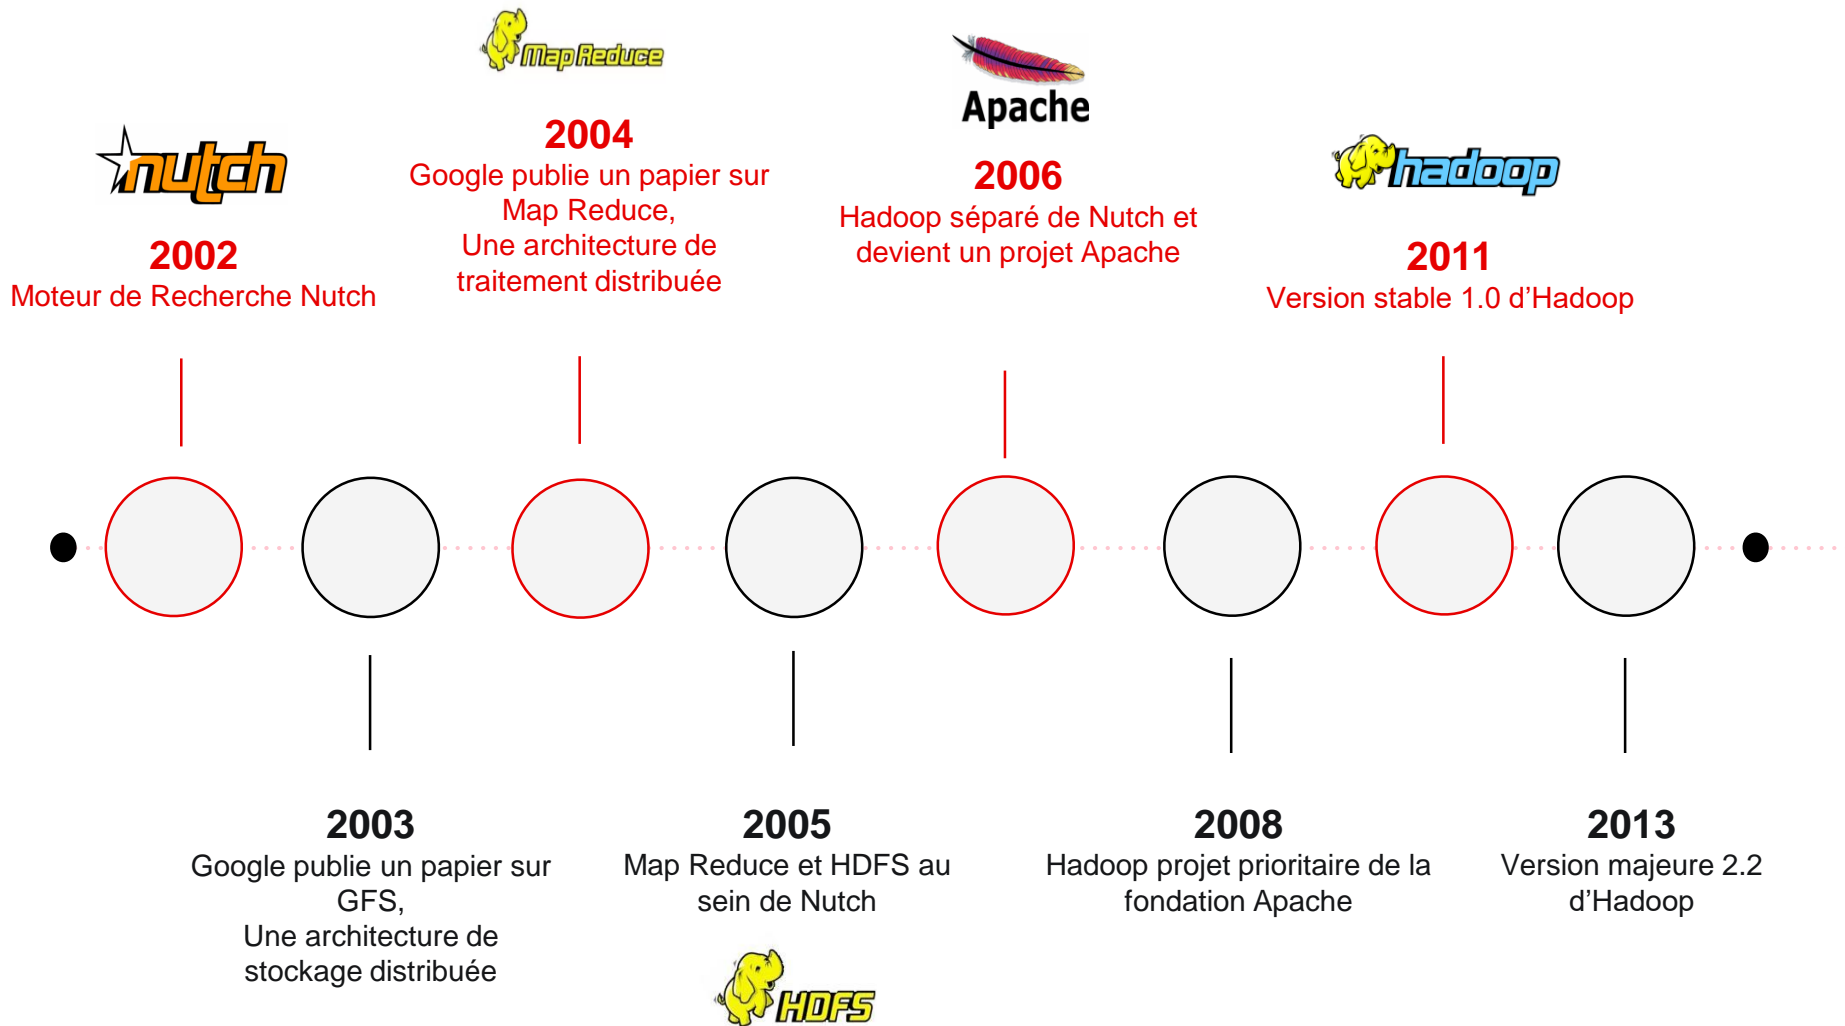 nutch
2002
Moteur de Recherche Nutch
Map Reduce
2004
Google publie un papier sur
Map Reduce,
Une architecture de
traitement distribuée
Apache
2006
Hadoop séparé de Nutch et
devient un projet Apache
hadoop
2011
Version stable 1.0 d’Hadoop
2003
Google publie un papier sur
GFS,
Une architecture de
stockage distribuée
2005
Map Reduce et HDFS au
sein de Nutch
HDFS
2008
Hadoop projet prioritaire de la
fondation Apache
2013
Version majeure 2.2
d’Hadoop